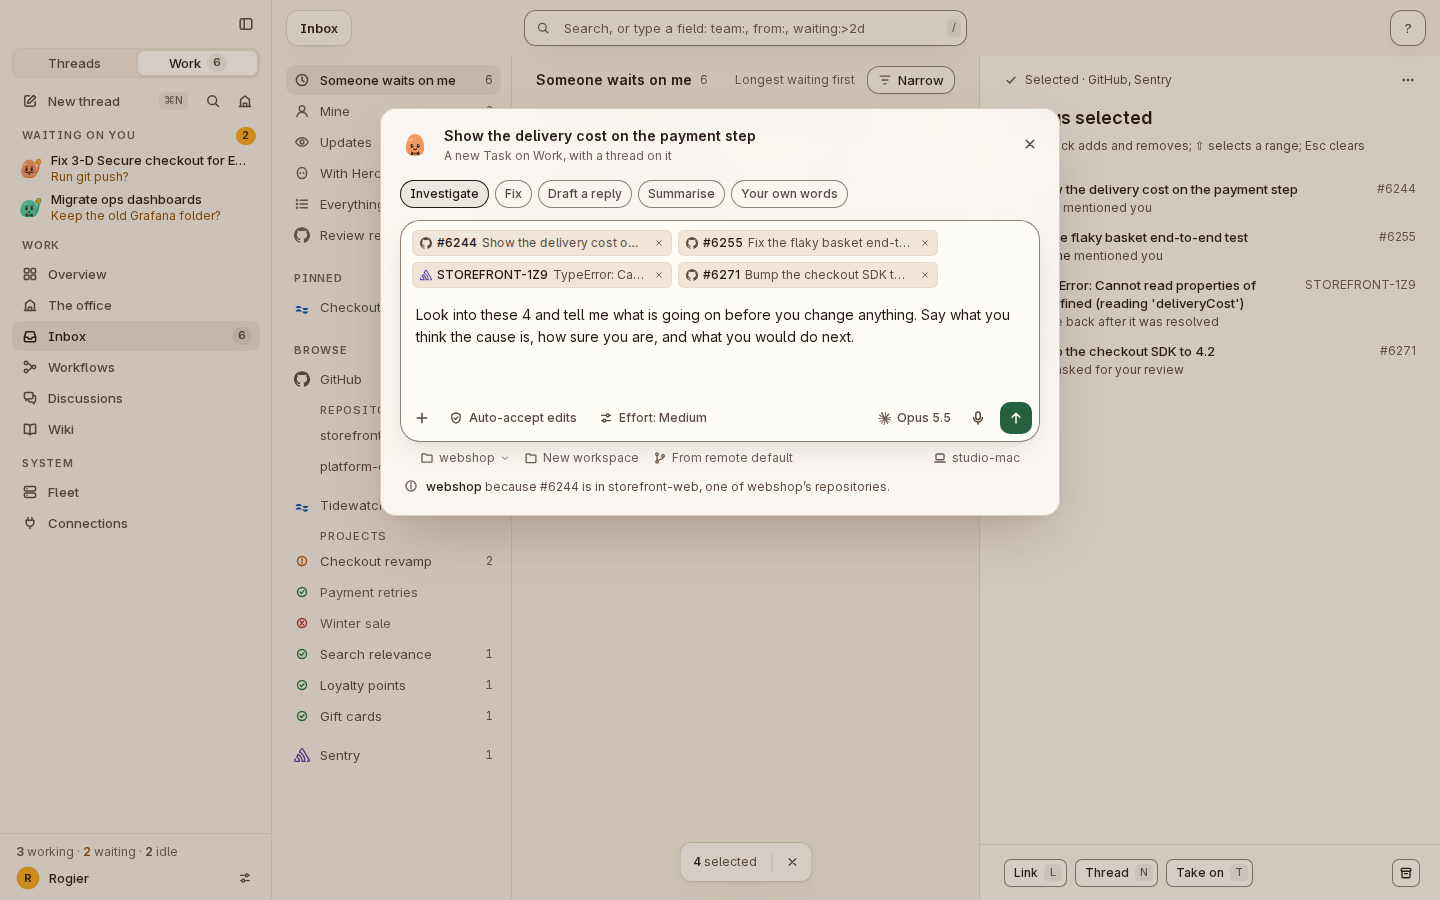 Threads
Work 6
New thread ⌘N
WAITING ON YOU 2
Fix 3-D Secure checkout for E…
Run git push?
Migrate ops dashboards
Keep the old Grafana folder?
WORK
Overview
The office
Inbox 6
Workflows
Discussions
Wiki
SYSTEM
Fleet
Connections
3 working · 2 waiting · 2 idle
R Rogier
Inbox
Search, or type a field: team:, from:, waiting:>2d /
?
Someone waits on me 6
Mine
Updates
With
Everything
Review
PINNED
Checkout
BROWSE
GitHub
storefront
Tidewatch
PROJECTS
Checkout revamp 2
Payment retries
Winter sale
Search relevance 1
Loyalty points 1
Gift cards 1
Sentry 1
Someone waits on me 6 Longest waiting first Narrow
Show the delivery cost on the payment step
A new Task on Work, with a thread on it
Investigate Fix Draft a reply Summarise Your own words
#6244 Show the delivery cost o… #6255 Fix the flaky basket end-t…
STOREFRONT-1Z9 TypeError: Ca… #6271 Bump the checkout SDK t…
Look into these 4 and tell me what is going on before you change anything. Say what you
think the cause is, how sure you are, and what you would do next.
Auto-accept edits Effort: Medium Opus 5.5
webshop New workspace From remote default studio-mac
webshop because #6244 is in storefront-web, one of webshop’s repositories.
4 selected
Selected · GitHub, Sentry
selected
adds and removes; ⇧ selects a range; Esc clears
the delivery cost on the payment step #6244
mentioned you
flaky basket end-to-end test #6255
mentioned you
Cannot read properties of STOREFRONT-1Z9
(reading 'deliveryCost')
back after it was resolved
the checkout SDK to 4.2 #6271
asked for your review
Link L Thread N Take on T